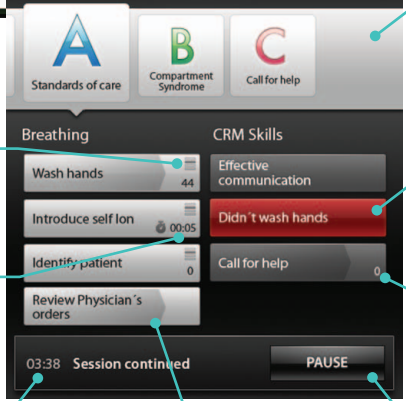 A
B
C
Standards of care
Compartment
Syndrome
Call for help
Breathing
CRM Skills
Wash hands
44
Effective
communication
Introduce self Ion
00:05
Didn´t wash hands
Identify patient
0
Call for help
0
Review Physician´s
orders
03:38 Session continued
PAUSE